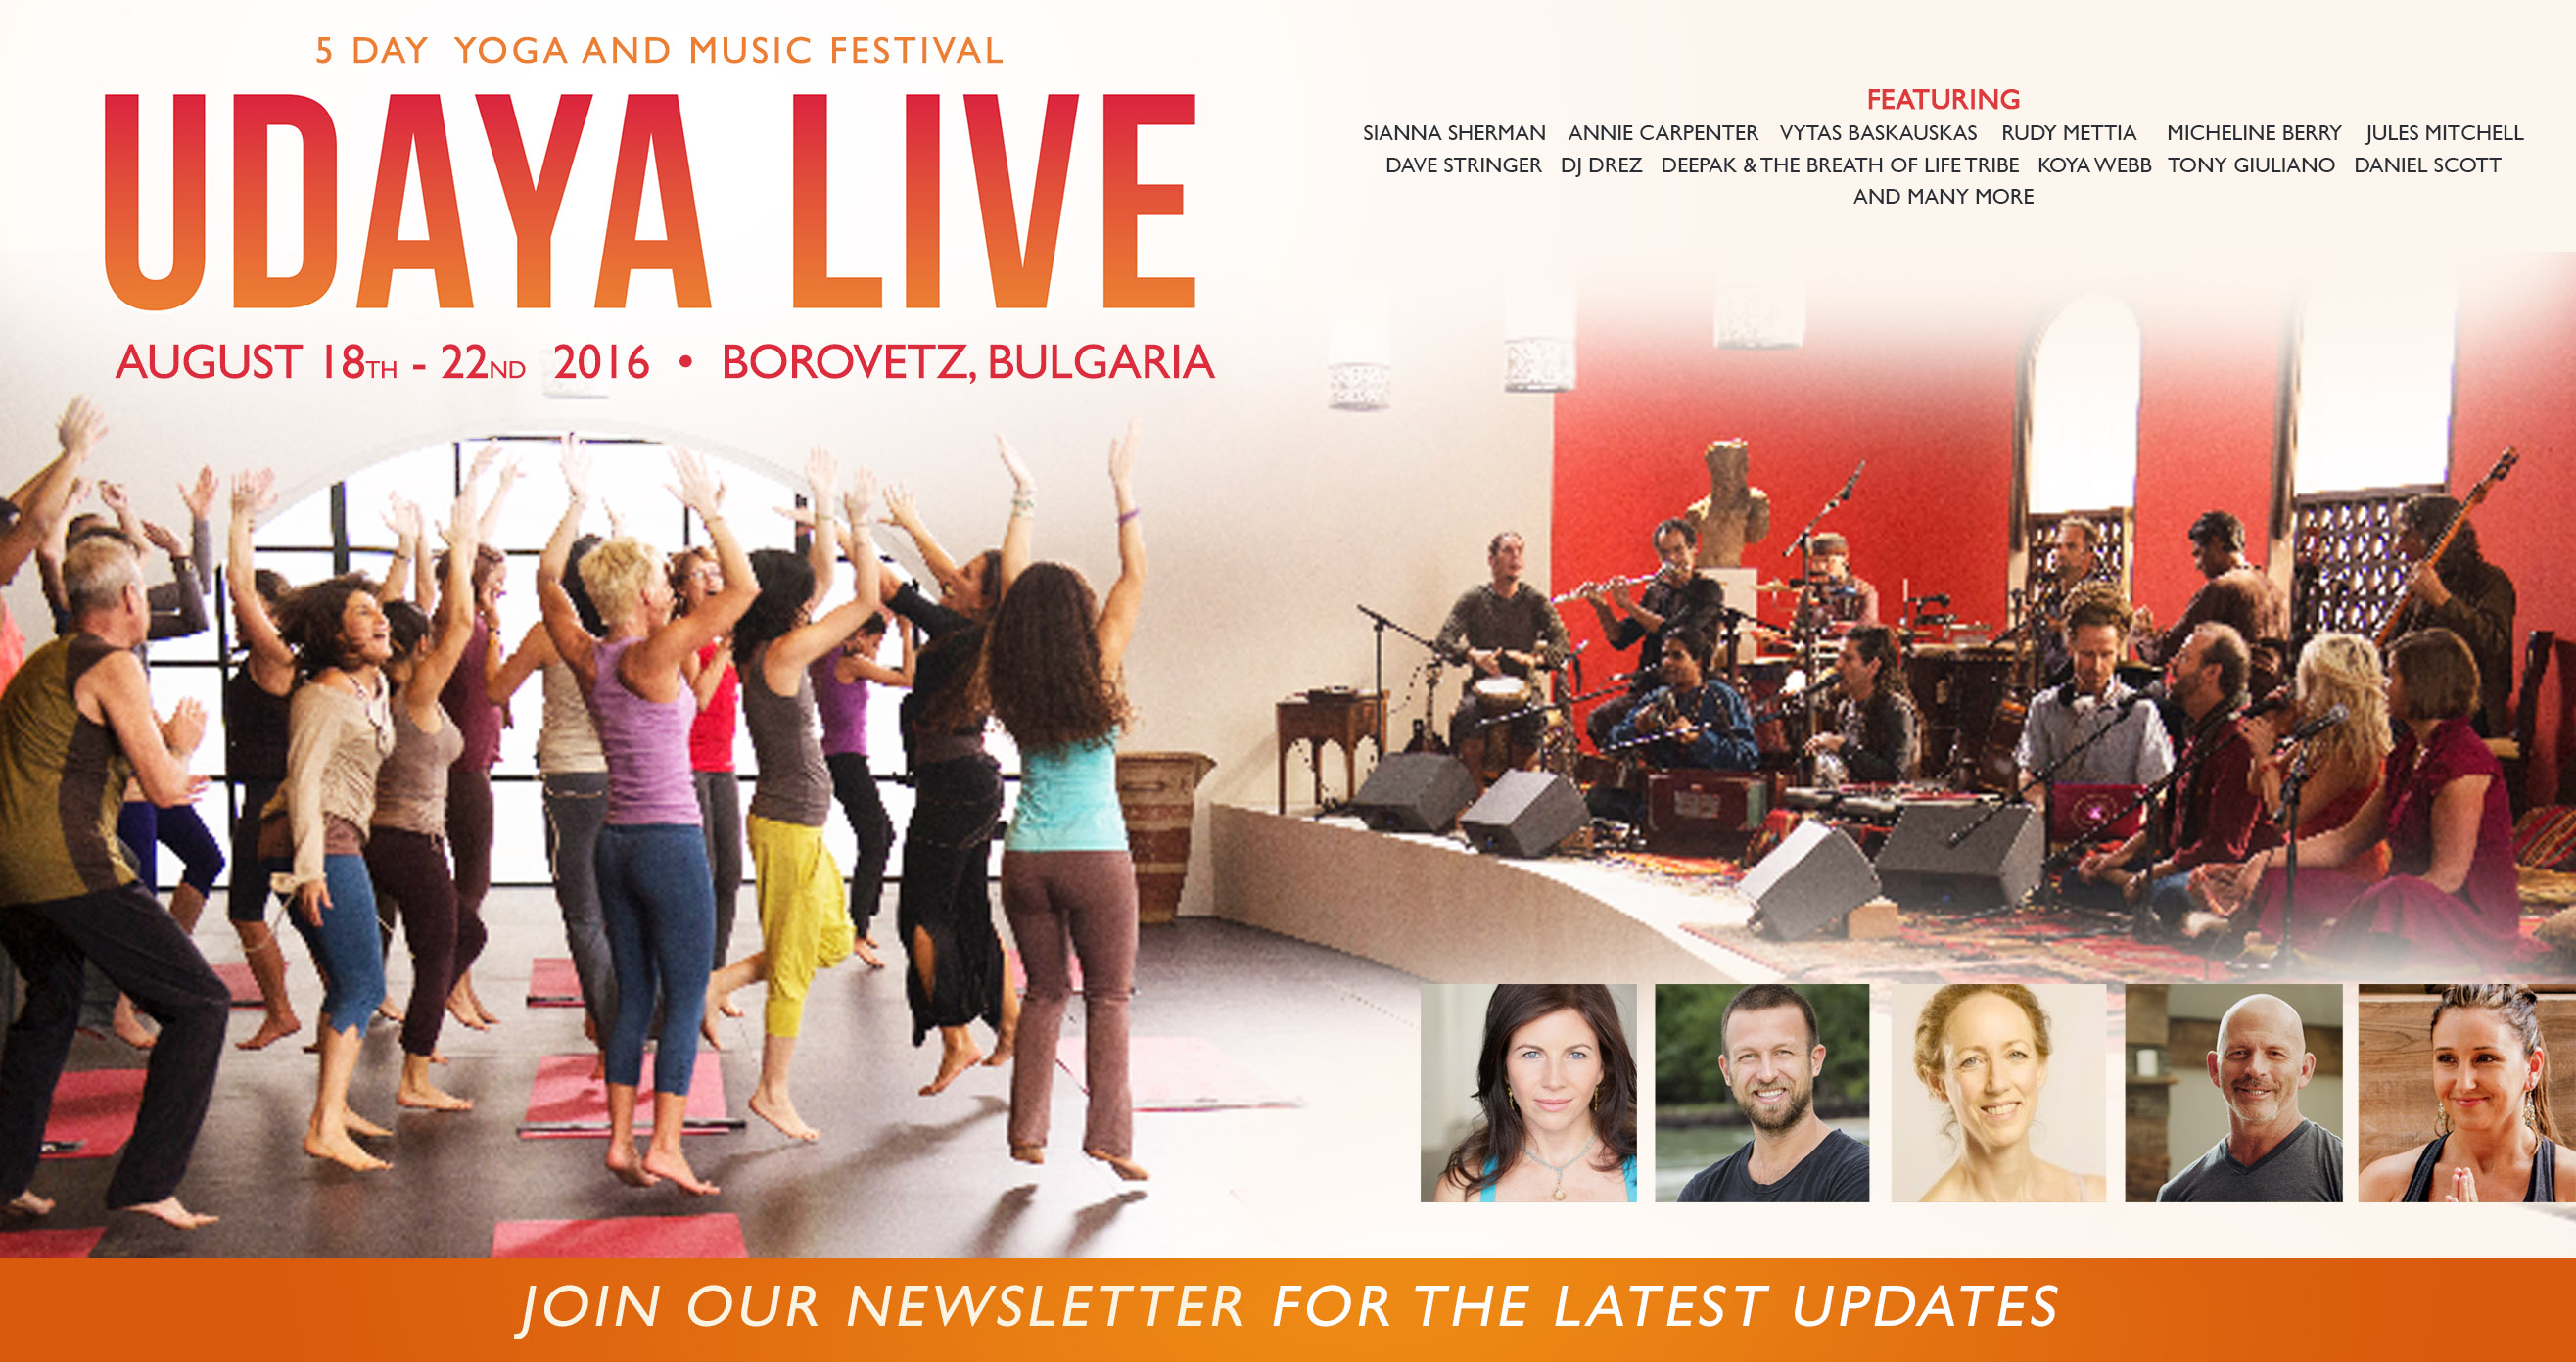 5 DAY YOGA AND MUSIC FESTIVAL
UDAYA LIVE
AUGUST 18TH - 22ND 2016 • BOROVETZ, BULGARIA
FEATURING
SIANNA SHERMAN ANNIE CARPENTER VYTAS BASKAUSKAS RUDY METTIA MICHELINE BERRY JULES MITCHELL
DAVE STRINGER DJ DREZ DEEPAK & THE BREATH OF LIFE TRIBE KOYA WEBB TONY GIULIANO DANIEL SCOTT
AND MANY MORE
JOIN OUR NEWSLETTER FOR THE LATEST UPDATES